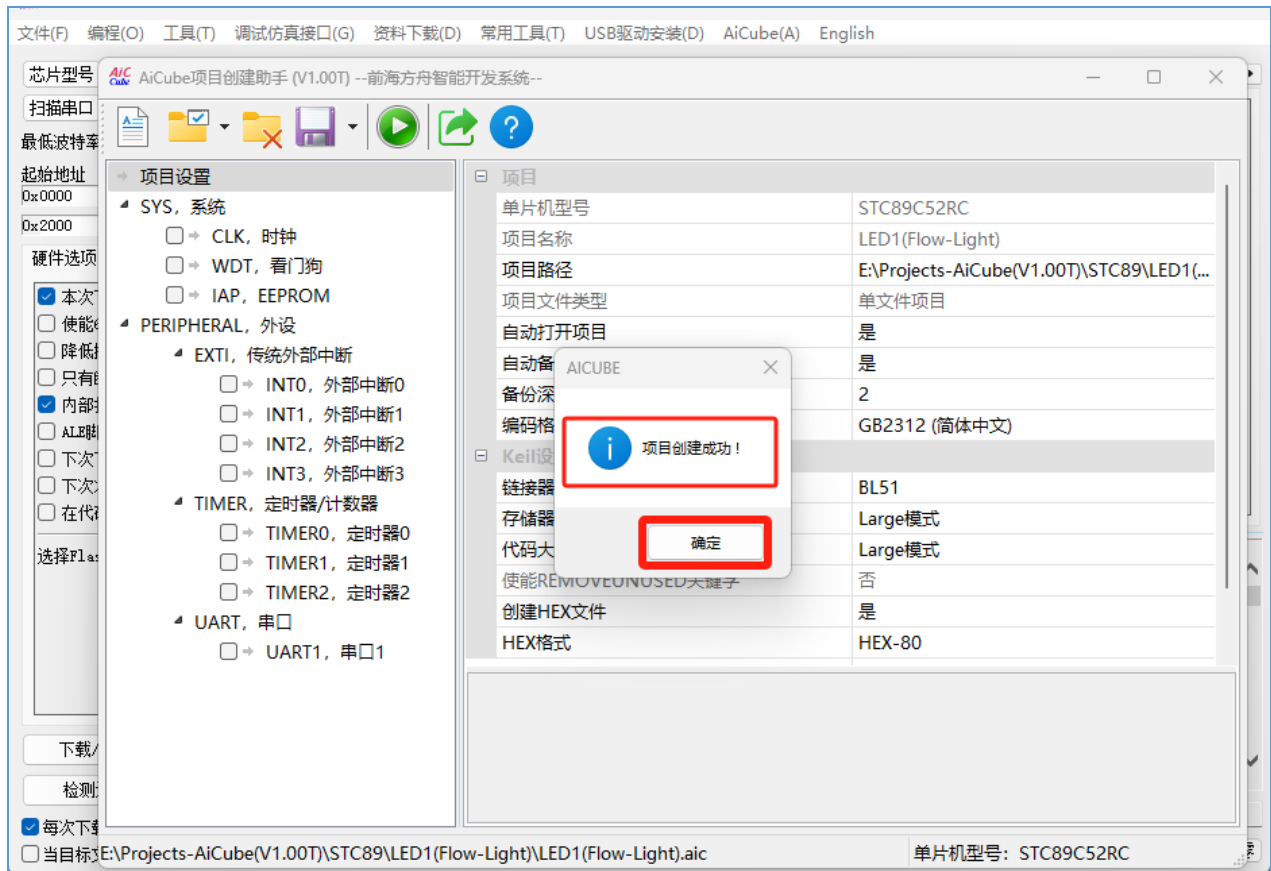 文件(F) 编程(O) 工具(T) 调试仿真接口(G) 资料下载(D) 常用工具(T) USB驱动安装(D) AiCube(A) English
芯片型号
AiCube项目创建助手 (V1.00T) --前海方舟智能开发系统--
扫描串口
最低波特率
起始地址
0x0000
0x2000
硬件选项
本次下
使能
降低
只有
内部
ALE脚
下次下
下次
在代
选择Fla
下载/
检测
每次下载
当目标文
项目设置
SYS，系统
CLK，时钟
WDT，看门狗
IAP，EEPROM
PERIPHERAL，外设
EXTI，传统外部中断
INT0，外部中断0
INT1，外部中断1
INT2，外部中断2
INT3，外部中断3
TIMER，定时器/计数器
TIMER0，定时器0
TIMER1，定时器1
TIMER2，定时器2
UART，串口
UART1，串口1
项目
单片机型号 STC89C52RC
项目名称 LED1(Flow-Light)
项目路径 E:\Projects-AiCube(V1.00T)\STC89\LED1(...
项目文件类型 单文件项目
自动打开项目 是
自动备 是
备份深 2
编码格 GB2312 (简体中文)
Keil设
链接器 BL51
存储器 Large模式
代码大 Large模式
使能REMOVEUNUSED关键字 否
创建HEX文件 是
HEX格式 HEX-80
AICUBE
项目创建成功！
确定
E:\Projects-AiCube(V1.00T)\STC89\LED1(Flow-Light)\LED1(Flow-Light).aic
单片机型号：STC89C52RC